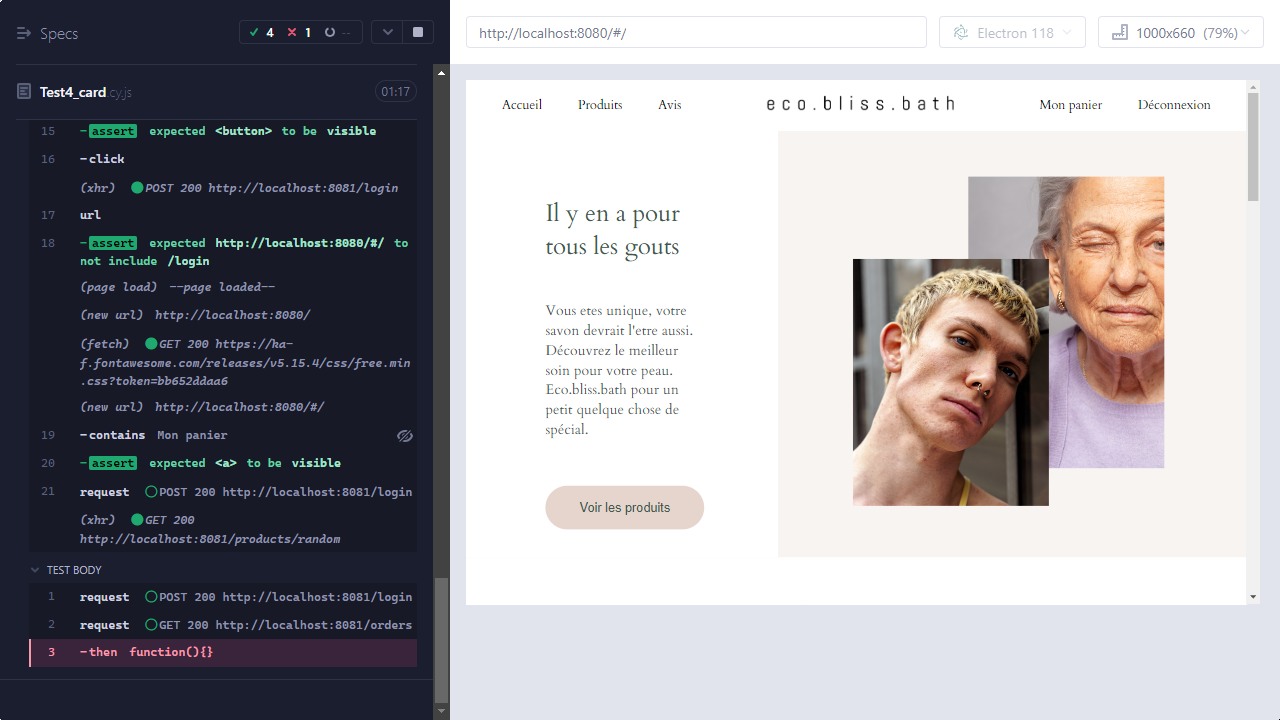 Specs
4
1
--
Test4_card.cy.js
01:17
15 -assert expected <button> to be visible
16 -click
(xhr) POST 200 http://localhost:8081/login
17 url
18 -assert expected http://localhost:8080/#/ to
not include /login
(page load) --page loaded--
(new url) http://localhost:8080/
(fetch) GET 200 https://ka-
f.fontawesome.com/releases/v5.15.4/css/free.min
.css?token=bb652ddaa6
(new url) http://localhost:8080/#/
19 -contains Mon panier
20 -assert expected <a> to be visible
21 request POST 200 http://localhost:8081/login
(xhr) GET 200
http://localhost:8081/products/random
TEST BODY
1 request POST 200 http://localhost:8081/login
2 request GET 200 http://localhost:8081/orders
3 -then function(){}
http://localhost:8080/#/
Electron 118
1000x660 (79%)
Accueil
Produits
Avis
eco.bliss.bath
Mon panier
Déconnexion
Il y en a pour
tous les gouts
Vous etes unique, votre
savon devrait l'etre aussi.
Découvrez le meilleur
soin pour votre peau.
Eco.bliss.bath pour un
petit quelque chose de
spécial.
Voir les produits